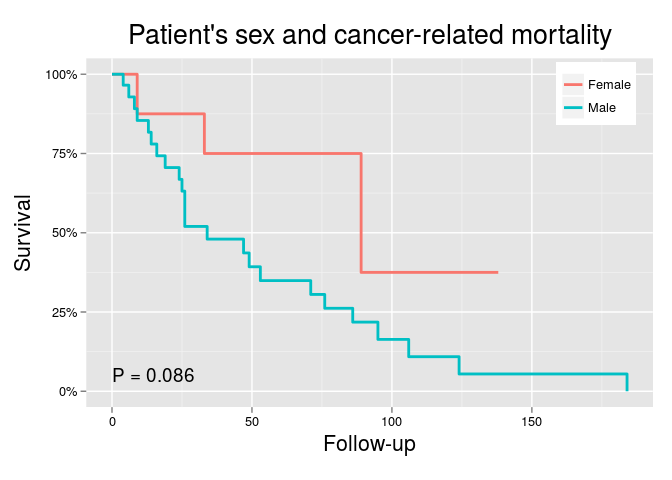 Patient's sex and cancer-related mortality
Female
Male
Survival
100%
75%
50%
25%
0%
P = 0.086
0 50 100 150
Follow-up